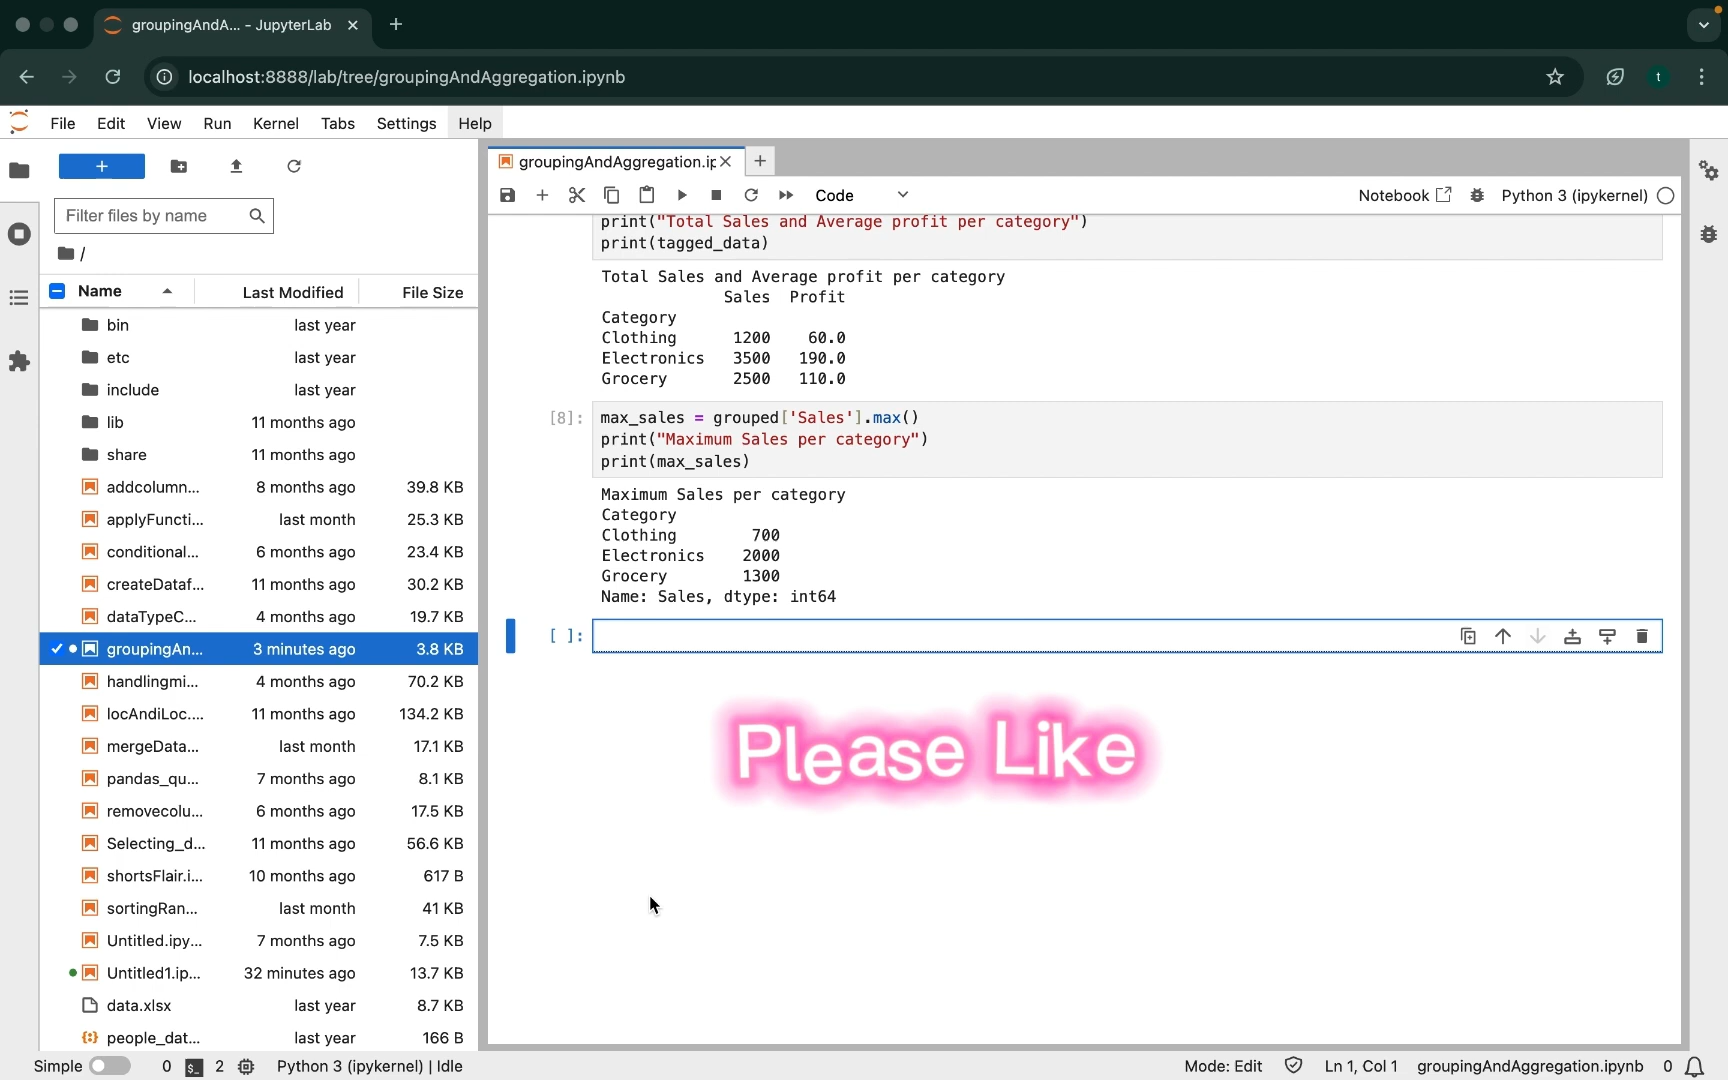 groupingAndA... - JupyterLab
localhost:8888/lab/tree/groupingAndAggregation.ipynb
t
File Edit View Run Kernel Tabs Settings Help
+
Filter files by name
/
Name Last Modified File Size
bin last year
etc last year
include last year
lib 11 months ago
share 11 months ago
addcolumn... 8 months ago 39.8 KB
applyFuncti... last month 25.3 KB
conditional... 6 months ago 23.4 KB
createDataf... 11 months ago 30.2 KB
dataTypeC... 4 months ago 19.7 KB
groupingAn... 3 minutes ago 3.8 KB
handlingmi... 4 months ago 70.2 KB
locAndiLoc.... 11 months ago 134.2 KB
mergeData... last month 17.1 KB
pandas_qu... 7 months ago 8.1 KB
removecolu... 6 months ago 17.5 KB
Selecting_d... 11 months ago 56.6 KB
shortsFlair.i... 10 months ago 617 B
sortingRan... last month 41 KB
Untitled.ipy... 7 months ago 7.5 KB
Untitled1.ip... 32 minutes ago 13.7 KB
data.xlsx last year 8.7 KB
people_dat... last year 166 B
groupingAndAggregation.ip
Code
Notebook Python 3 (ipykernel)
print("Total Sales and Average profit per category")
print(tagged_data)
Total Sales and Average profit per category
Sales Profit
Category
Clothing 1200 60.0
Electronics 3500 190.0
Grocery 2500 110.0
[8]: max_sales = grouped['Sales'].max()
print("Maximum Sales per category")
print(max_sales)
Maximum Sales per category
Category
Clothing 700
Electronics 2000
Grocery 1300
Name: Sales, dtype: int64
[ ]:
Please Like
Simple 0 2 Python 3 (ipykernel) | Idle Mode: Edit Ln 1, Col 1 groupingAndAggregation.ipynb 0